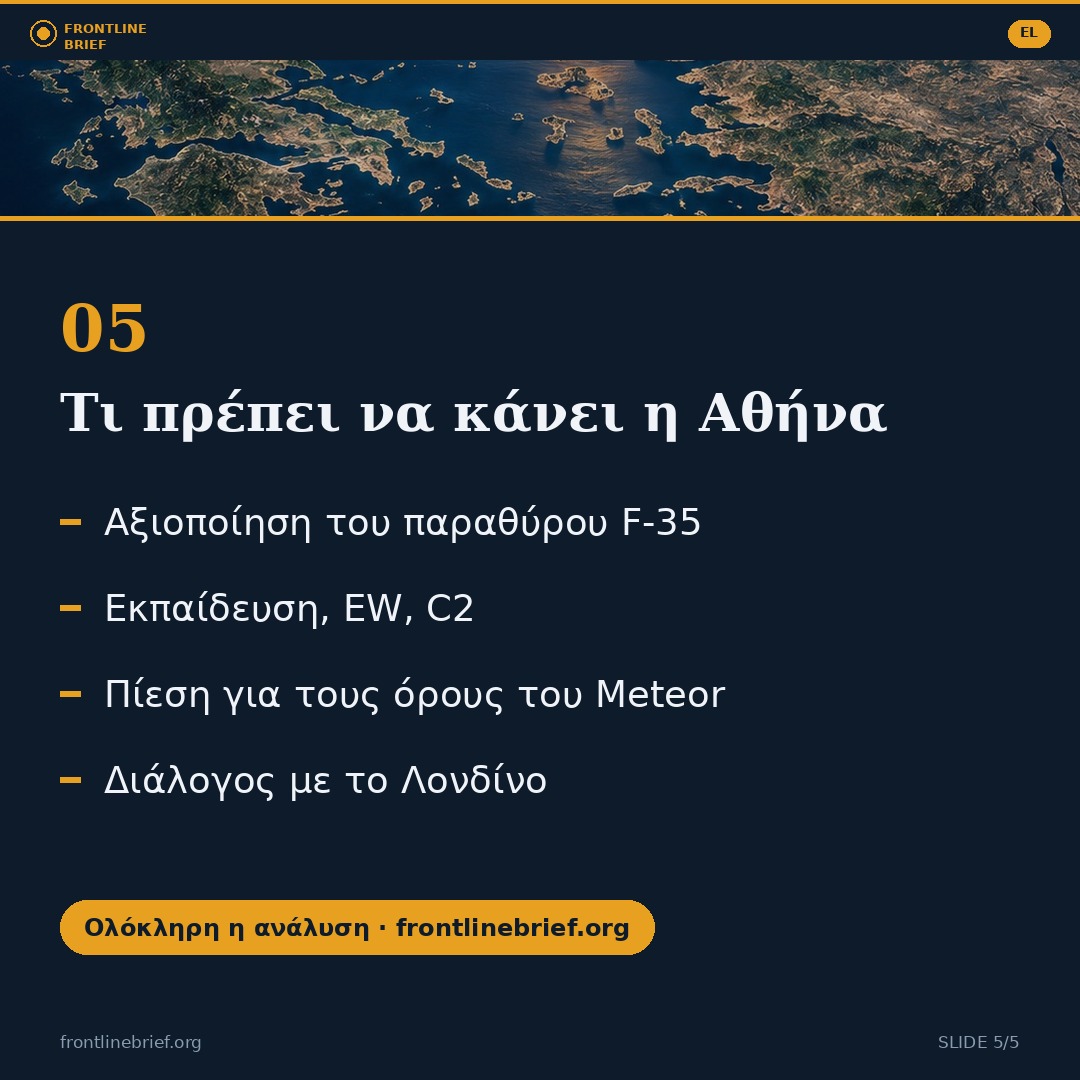 FRONTLINE
BRIEF
EL
05
Τι πρέπει να κάνει η Αθήνα
Αξιοποίηση του παραθύρου F-35
Εκπαίδευση, EW, C2
Πίεση για τους όρους του Meteor
Διάλογος με το Λονδίνο
Ολόκληρη η ανάλυση · frontlinebrief.org
frontlinebrief.org
SLIDE 5/5